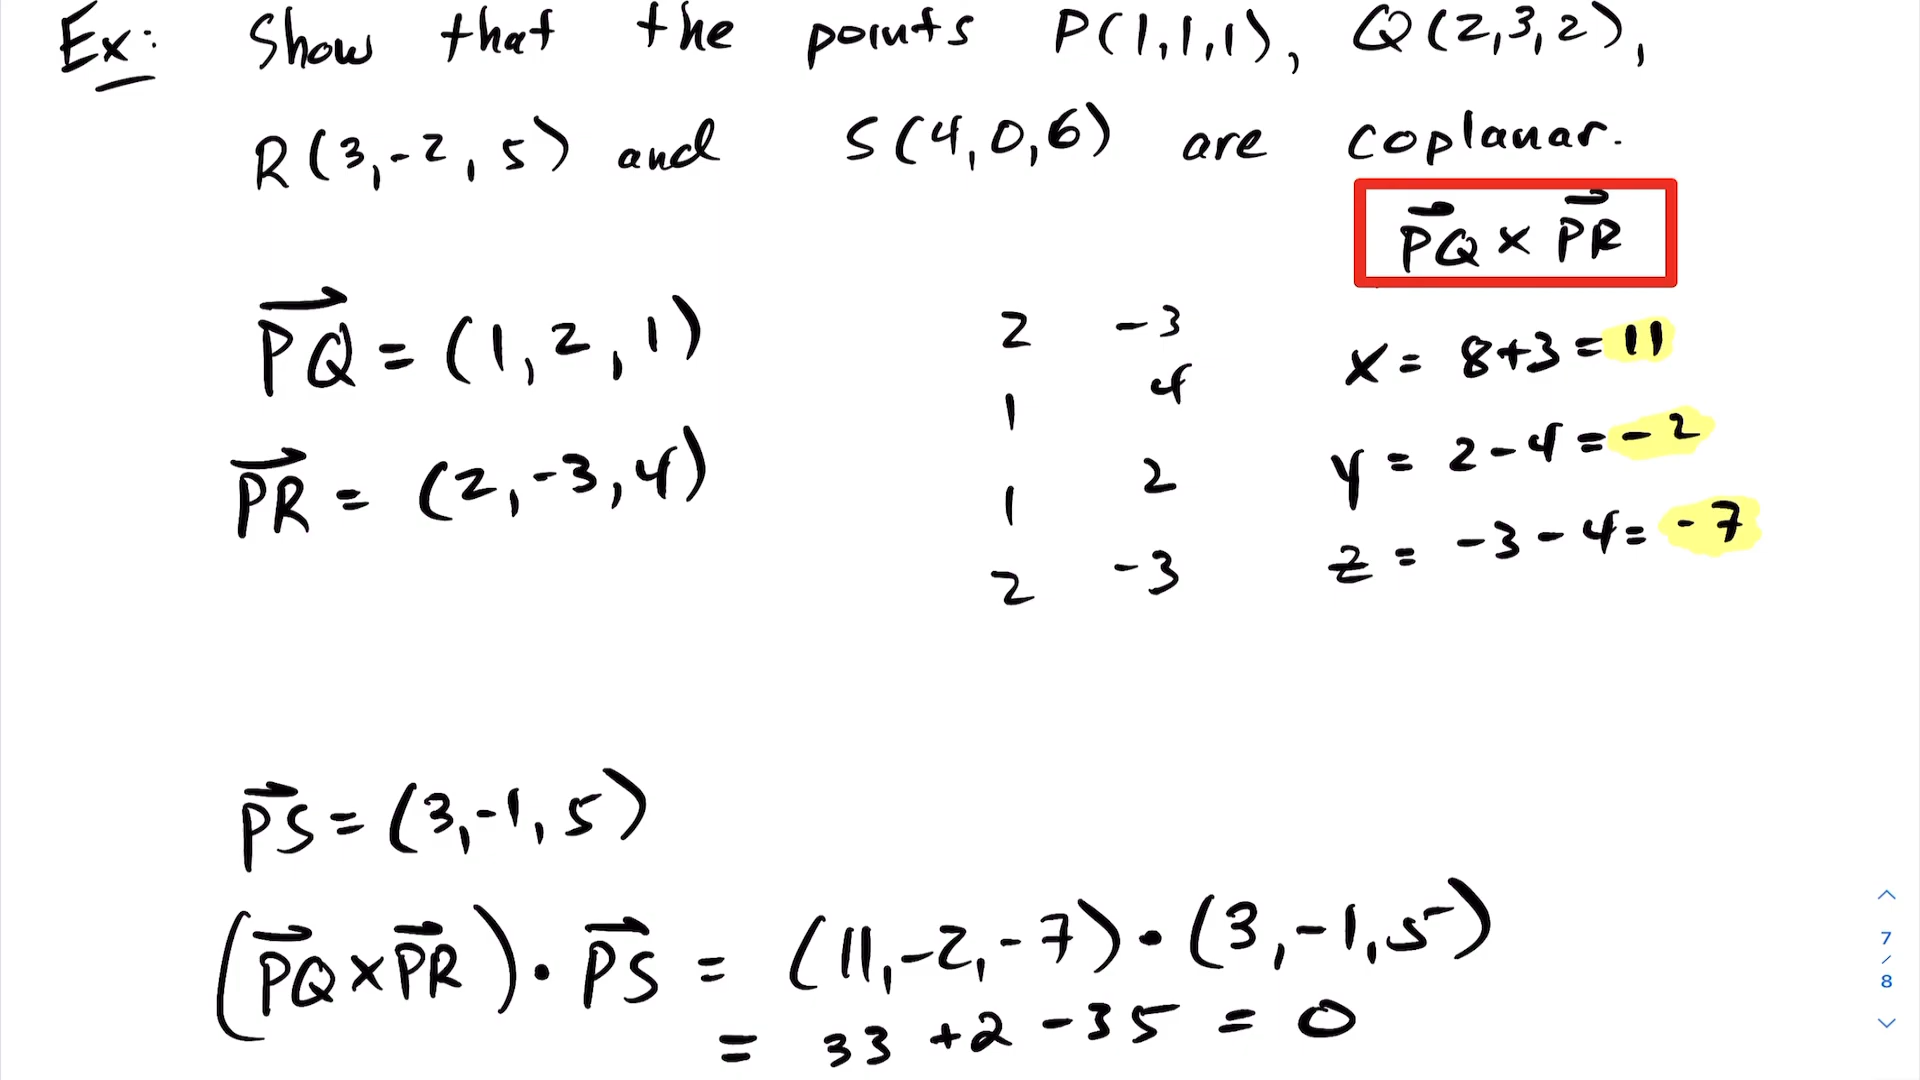 Ex: Show that the points P(1,1,1), Q(2,3,2),
R(3,-2,5) and S(4,0,6) are coplanar.
PQ × PR
PQ = (1,2,1)
PR = (2,-3,4)
2 -3
1 4
1 2
2 -3
x = 8+3 = 11
y = 2-4 = -2
z = -3-4 = -7
PS = (3,-1,5)
(PQ×PR)·PS = (11,-2,-7)·(3,-1,5)
= 33 +2 -35 = 0
7
/
8